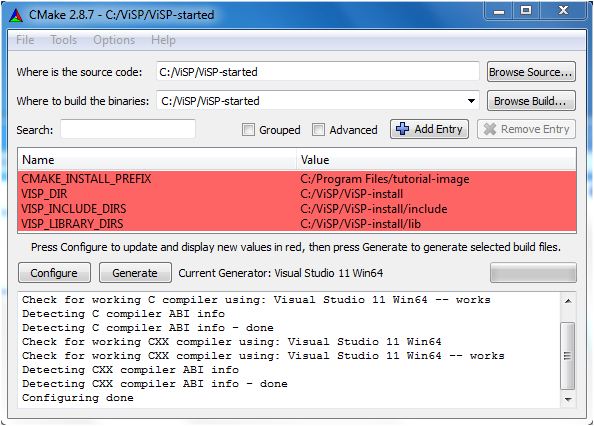 CMake 2.8.7 - C:/ViSP/ViSP-started
File Tools Options Help
Where is the source code: C:/ViSP/ViSP-started Browse Source...
Where to build the binaries: C:/ViSP/ViSP-started Browse Build...
Search: Grouped Advanced Add Entry Remove Entry
Name Value
CMAKE_INSTALL_PREFIX C:/Program Files/tutorial-image
VISP_DIR C:/ViSP/ViSP-install
VISP_INCLUDE_DIRS C:/ViSP/ViSP-install/include
VISP_LIBRARY_DIRS C:/ViSP/ViSP-install/lib
Press Configure to update and display new values in red, then press Generate to generate selected build files.
Configure Generate Current Generator: Visual Studio 11 Win64
Check for working C compiler using: Visual Studio 11 Win64 -- works
Detecting C compiler ABI info
Detecting C compiler ABI info - done
Check for working CXX compiler using: Visual Studio 11 Win64
Check for working CXX compiler using: Visual Studio 11 Win64 -- works
Detecting CXX compiler ABI info
Detecting CXX compiler ABI info - done
Configuring done